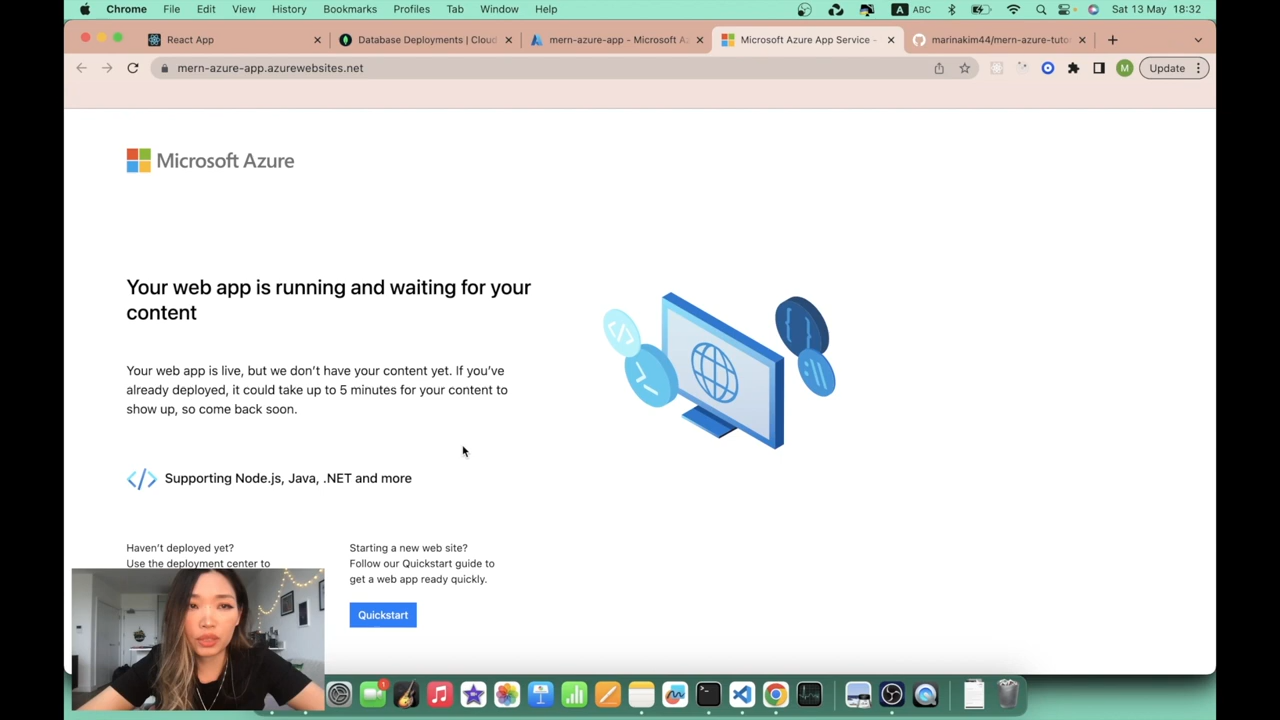 Chrome File Edit View History Bookmarks Profiles Tab Window Help A ABC Sat 13 May 18:32
React App Database Deployments | Cloud mern-azure-app - Microsoft Az Microsoft Azure App Service - marinakim44/mern-azure-tutor
mern-azure-app.azurewebsites.net M Update
Microsoft Azure
Your web app is running and waiting for your
content
Your web app is live, but we don’t have your content yet. If you’ve
already deployed, it could take up to 5 minutes for your content to
show up, so come back soon.
</> Supporting Node.js, Java, .NET and more
Haven’t deployed yet?
Use the deployment center to
Starting a new web site?
Follow our Quickstart guide to
get a web app ready quickly.
Quickstart
1